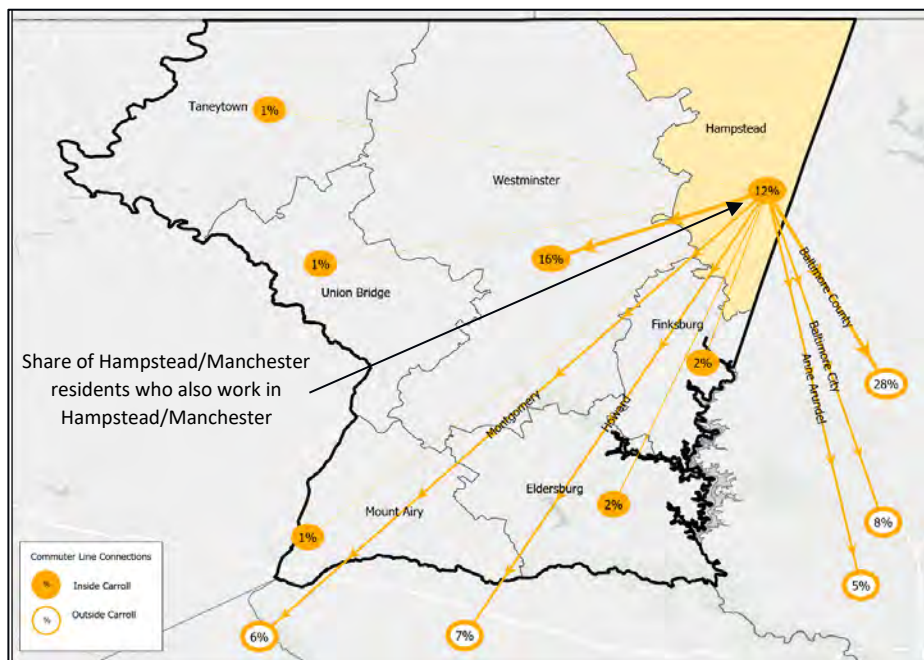 Taneytown
1%
Hampstead
Westminster
12%
16%
1%
Union Bridge
Baltimore County
Finksburg
Share of Hampstead/Manchester
residents who also work in
Hampstead/Manchester
2%
28%
Baltimore City
Anne Arundel
Montgomery
Howard
Eldersburg
2%
Mount Airy
8%
1%
Commuter Line Connections
% Inside Carroll
% Outside Carroll
5%
6%
7%